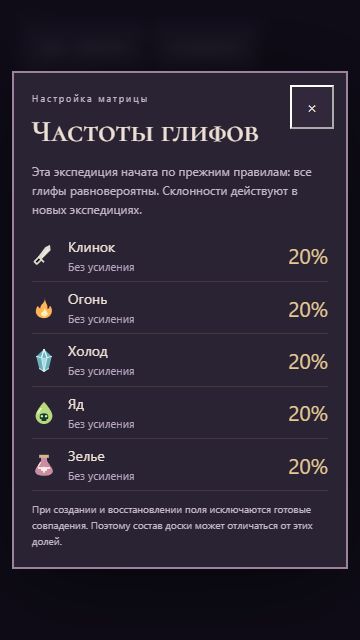 Настройка матрицы
×
Частоты глифов
Эта экспедиция начата по прежним правилам: все
глифы равновероятны. Склонности действуют в
новых экспедициях.
Клинок
Без усиления
20%
Огонь
Без усиления
20%
Холод
Без усиления
20%
Яд
Без усиления
20%
Зелье
Без усиления
20%
При создании и восстановлении поля исключаются готовые
совпадения. Поэтому состав доски может отличаться от этих
долей.